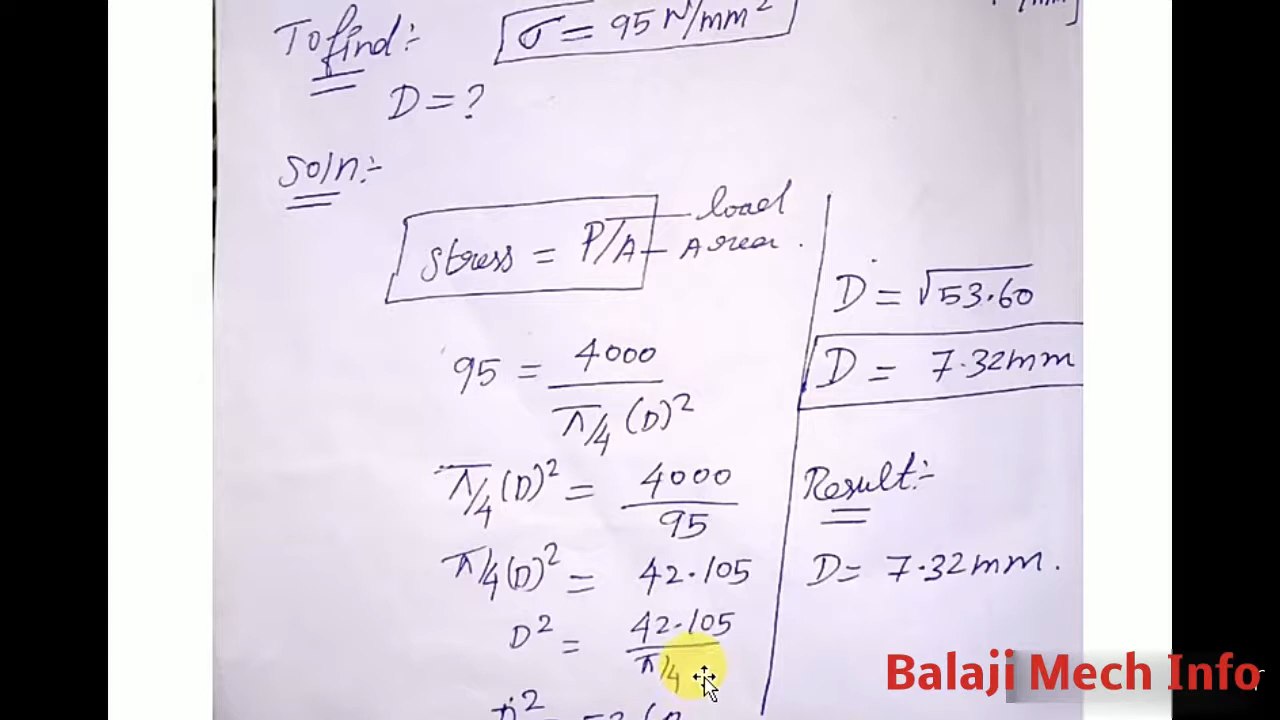 To find:-
σ = 95 N/mm²
D = ?
Soln:-
Stress = P/A
load
Area.
95 = 4000 / π/4 (D)²
π/4 (D)² = 4000 / 95
π/4 (D)² = 42.105
D² = 42.105 / π/4
D = √53.60
D = 7.32mm
Result:-
D = 7.32mm.
Balaji Mech Info